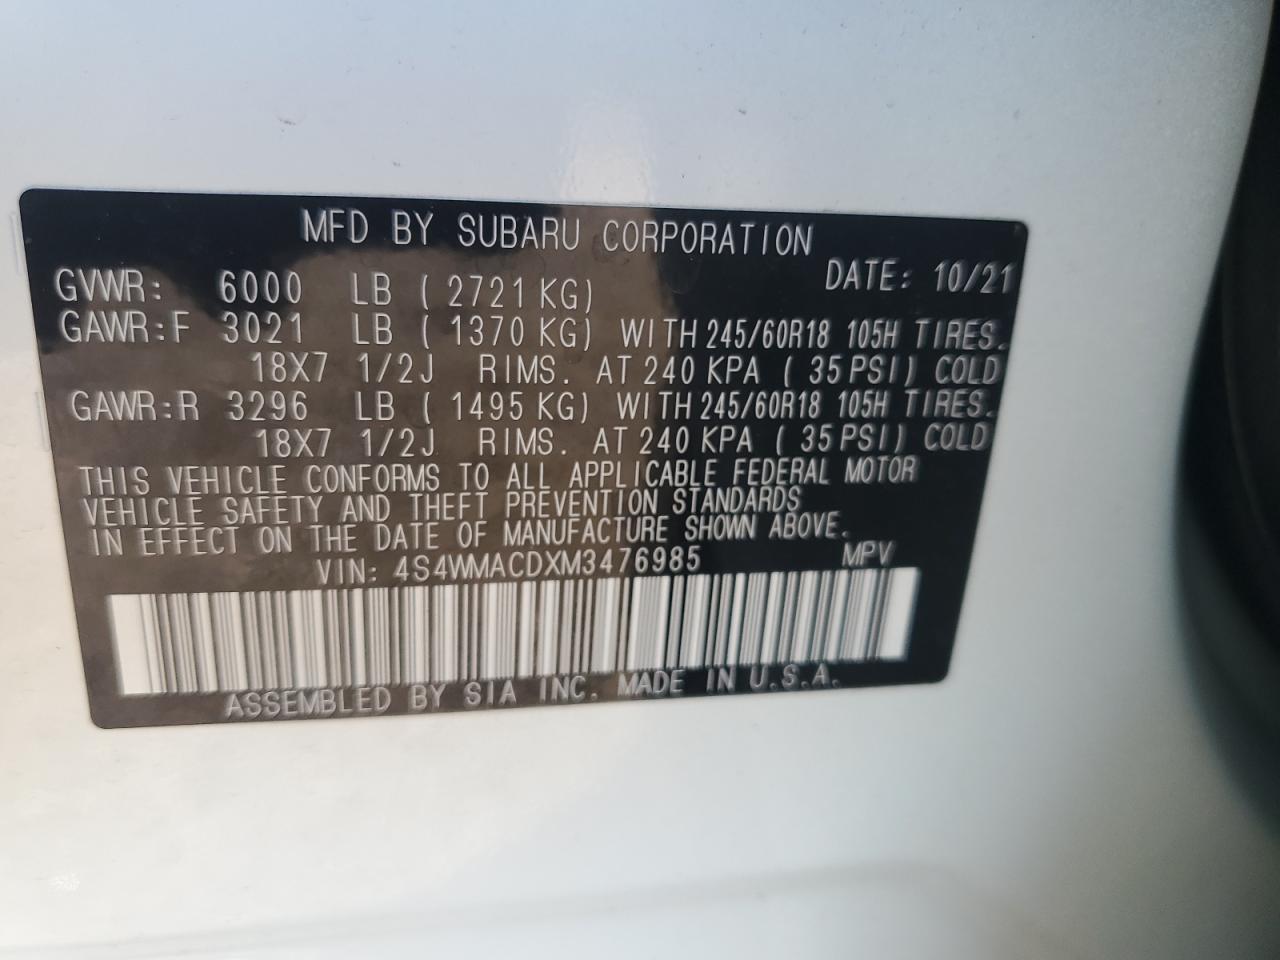 MFD BY SUBARU CORPORATION
DATE: 10/21
GVWR: 6000 LB ( 2721 KG)
GAWR:F 3021 LB ( 1370 KG) WITH 245/60R18 105H TIRES.
18X7 1/2J RIMS. AT 240 KPA ( 35 PSI) COLD
GAWR:R 3296 LB ( 1495 KG) WITH 245/60R18 105H TIRES.
18X7 1/2J RIMS. AT 240 KPA ( 35 PSI) COLD
THIS VEHICLE CONFORMS TO ALL APPLICABLE FEDERAL MOTOR
VEHICLE SAFETY AND THEFT PREVENTION STANDARDS
IN EFFECT ON THE DATE OF MANUFACTURE SHOWN ABOVE.
VIN: 4S4WMACDXM3476985 MPV
ASSEMBLED BY SIA INC. MADE IN U.S.A.